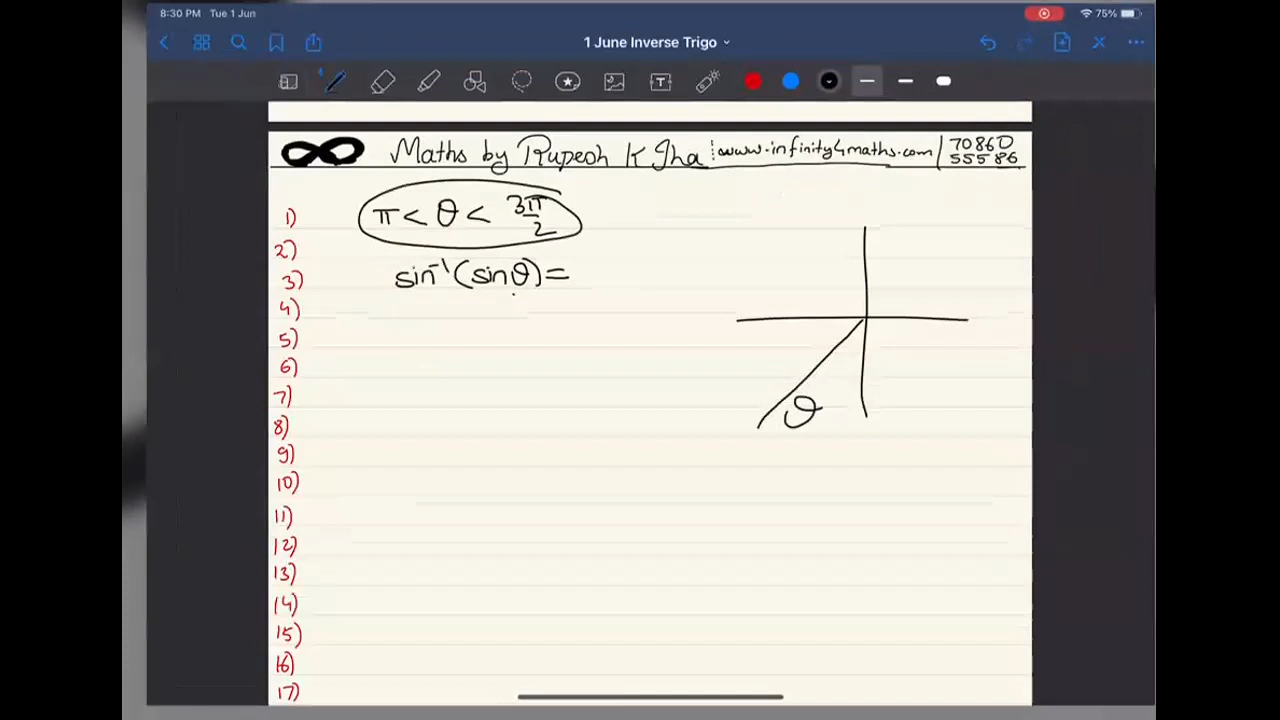 8:30 PM Tue 1 Jun
75%
1 June Inverse Trigo
∞ Maths by Rupesh K Jha www.infinity4maths.com 70860 55586
1) π < θ < 3π/2
2)
3) sin⁻¹(sinθ)=
4)
5)
6)
7)
8) θ
9)
10)
11)
12)
13)
14)
15)
16)
17)